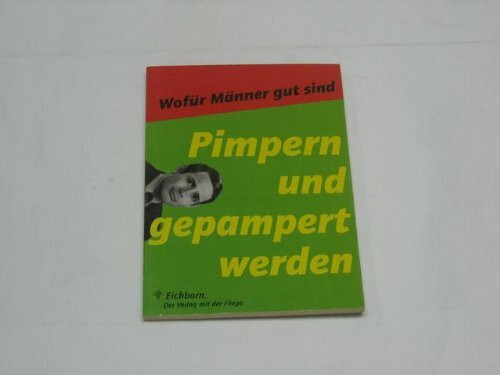 Wofür Männer gut sind
Pimpern
und
gepampert
werden
Eichborn.
Der Verlag mit der Fliege